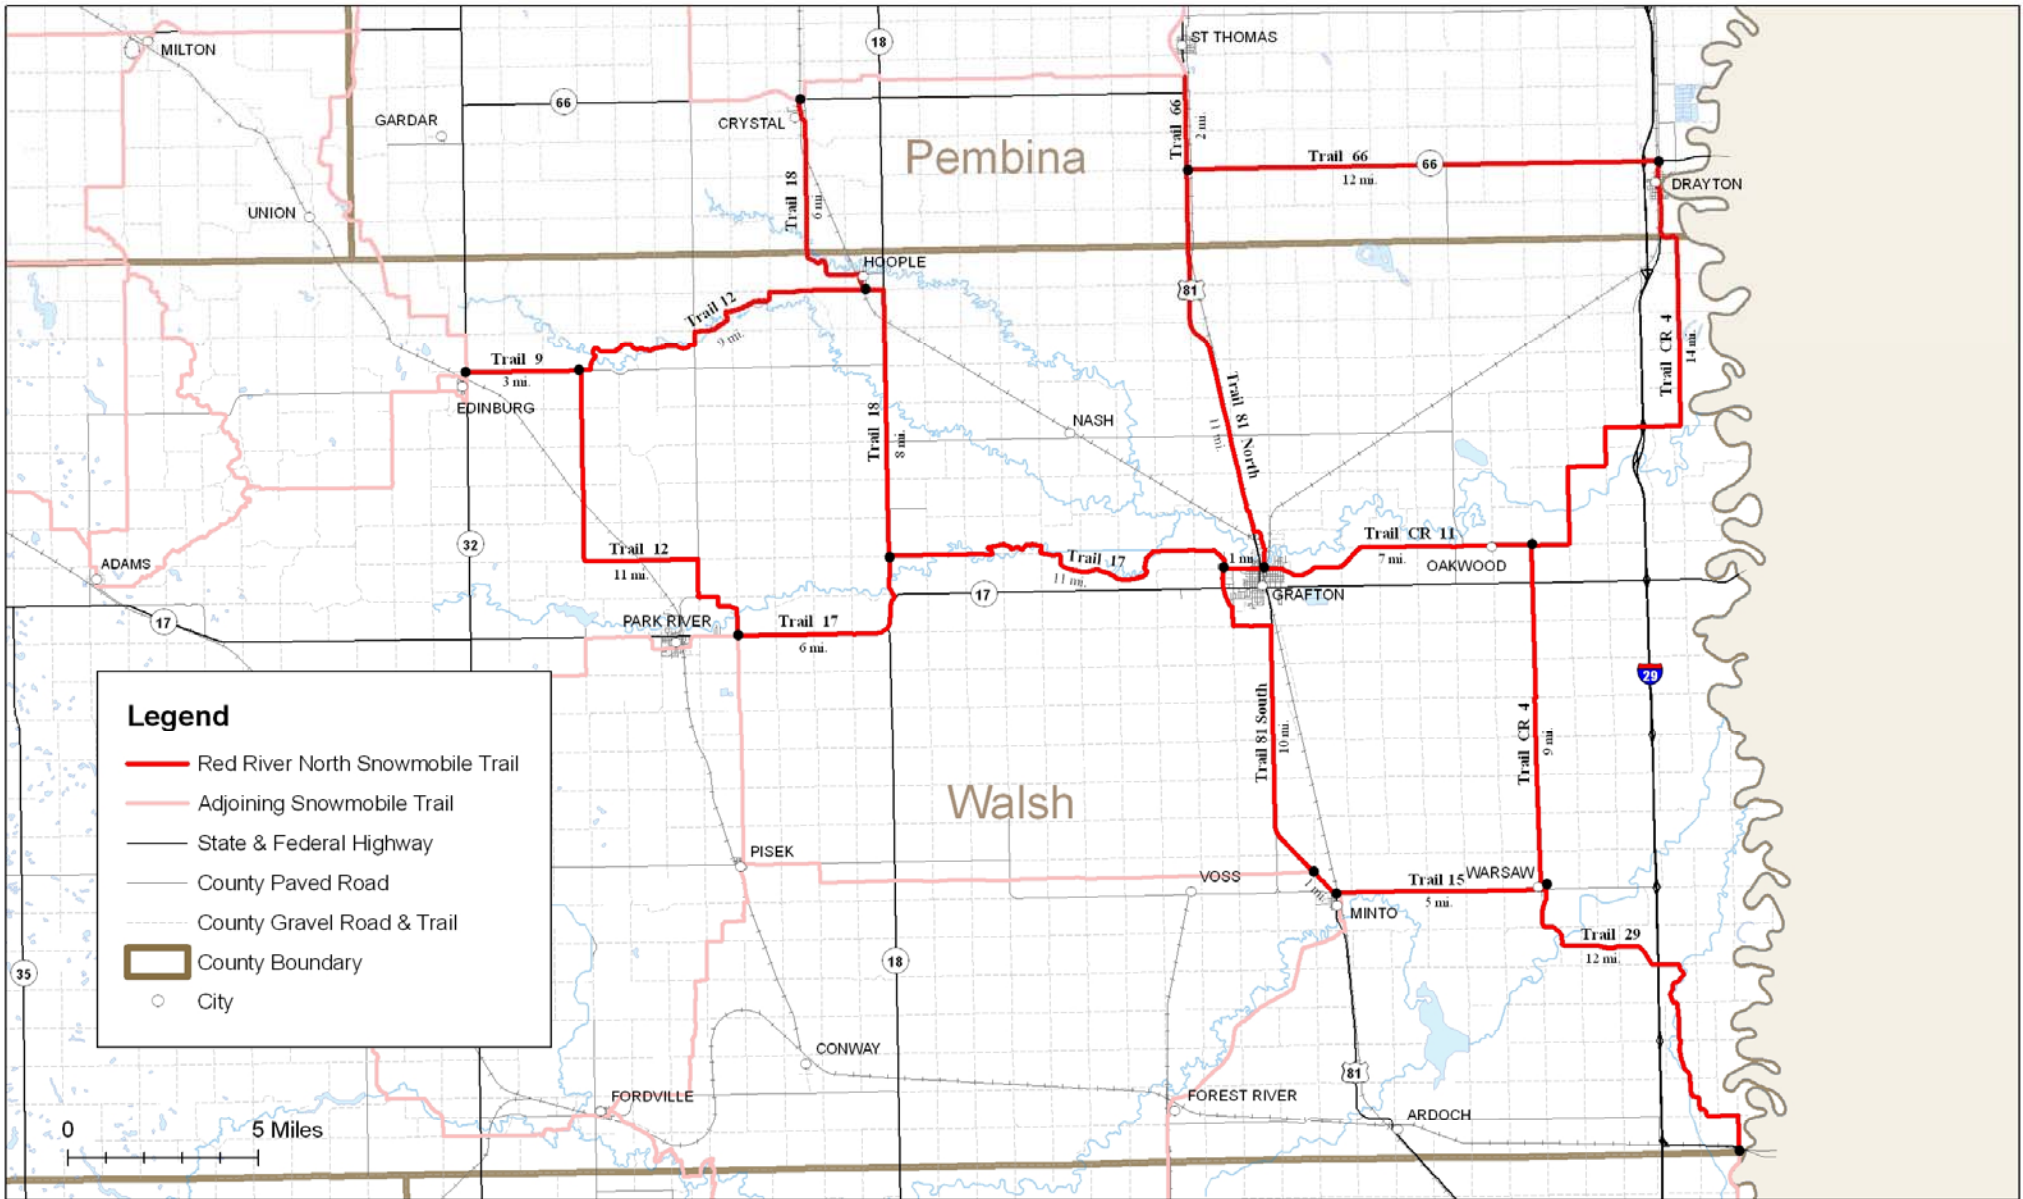 MILTON
18
ST THOMAS
66
GARDAR
CRYSTAL
Trail 66
2 mi.
Pembina
Trail 66
66
12 mi.
DRAYTON
UNION
Trail 18
6 mi.
HOOPLE
81
Trail 12
9 mi.
Trail 9
3 mi.
EDINBURG
Trail CR 4
14 mi.
Trail 18
8 mi.
NASH
Trail 81 North
11 mi.
32
ADAMS
Trail 12
11 mi.
Trail 17
11 mi.
1 mi.
Trail CR 11
7 mi.
OAKWOOD
17
GRAFTON
17
PARK RIVER
Trail 17
6 mi.
29
Trail 81 South
10 mi.
Trail CR 4
9 mi.
Walsh
PISEK
VOSS
1 mi.
Trail 15
5 mi.
WARSAW
MINTO
Trail 29
12 mi.
35
18
CONWAY
81
FORDVILLE
FOREST RIVER
ARDOCH
Legend
Red River North Snowmobile Trail
Adjoining Snowmobile Trail
State & Federal Highway
County Paved Road
County Gravel Road & Trail
County Boundary
City
0 5 Miles